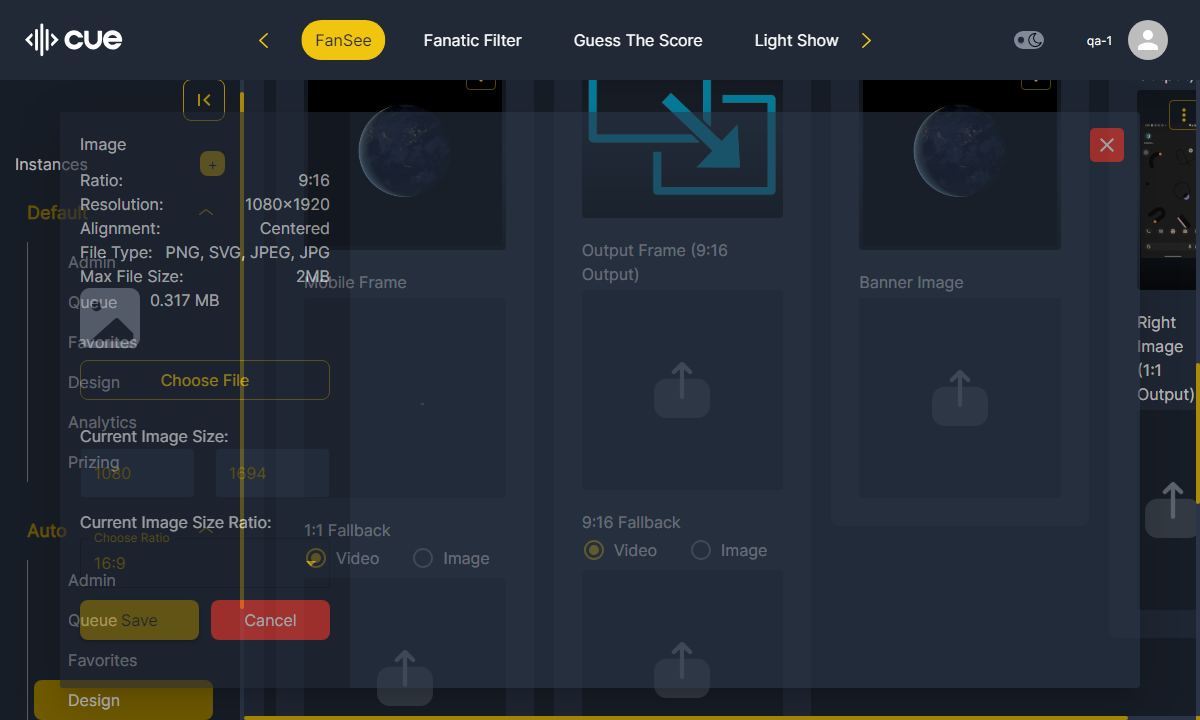 CUE
FanSee
Fanatic Filter
Guess The Score
Light Show
qa-1
Image
Instances
+
Ratio: 9:16
Default
Resolution: 1080×1920
Alignment: Centered
File Type: PNG, SVG, JPEG, JPG
Admin
Max File Size: 2MB
Queue
0.317 MB
Favorites
Choose File
Design
Analytics
Current Image Size:
Prizing
1080
1694
Current Image Size Ratio:
Auto
Choose Ratio
16:9
Admin
Queue
Save
Cancel
Favorites
Design
Mobile Frame
1:1 Fallback
Video
Image
Output Frame (9:16
Output)
9:16 Fallback
Video
Image
Banner Image
Right
Image
(1:1
Output)